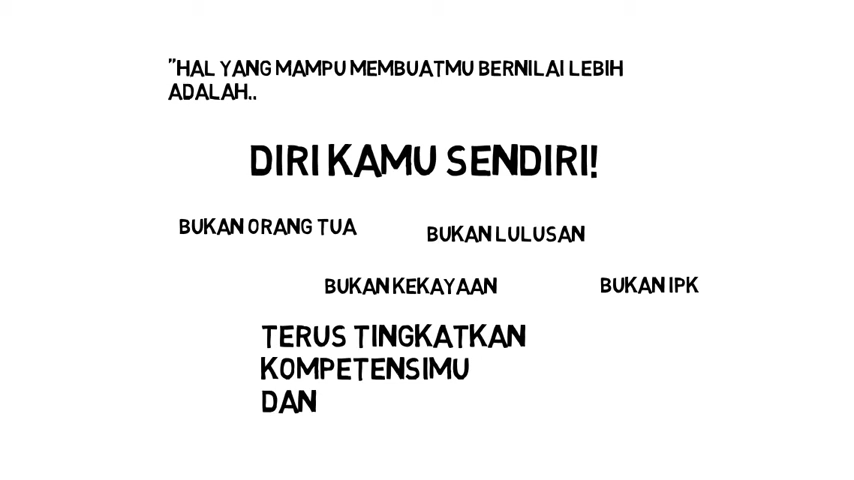 "HAL YANG MAMPU MEMBUATMU BERNILAI LEBIH
ADALAH..
DIRI KAMU SENDIRI!
BUKAN ORANG TUA
BUKAN LULUSAN
BUKAN KEKAYAAN
BUKAN IPK
TERUS TINGKATKAN
KOMPETENSIMU
DAN